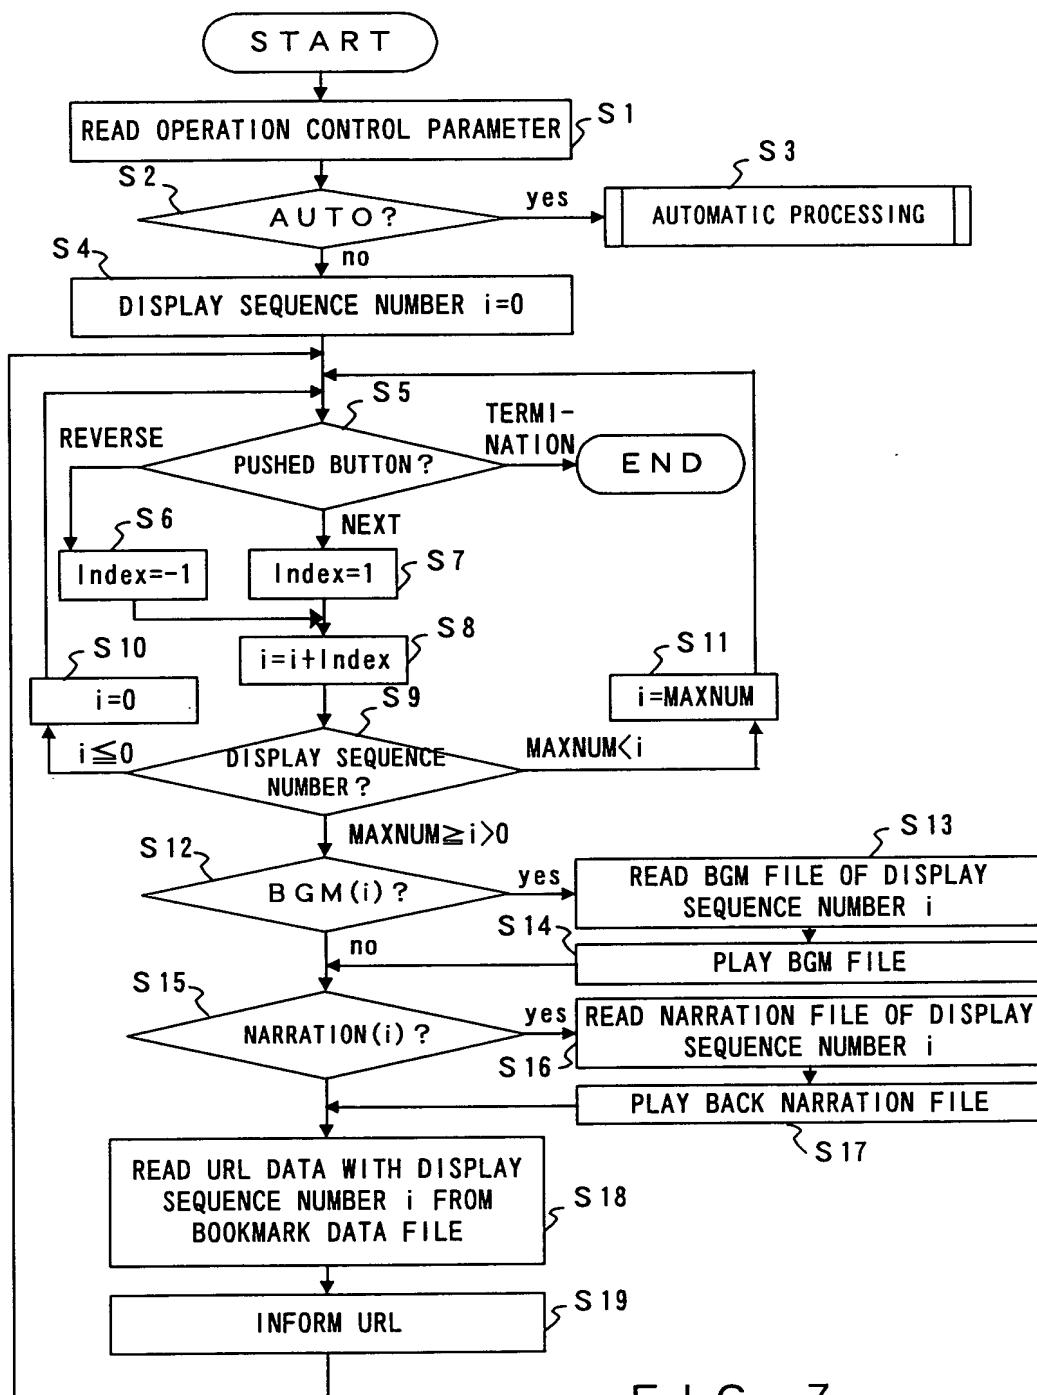 START
READ OPERATION CONTROL PARAMETER
S1
S2
AUTO?
yes
S3
AUTOMATIC PROCESSING
no
S4
DISPLAY SEQUENCE NUMBER i=0
S5
REVERSE
PUSHED BUTTON?
TERMI-
NATION
END
NEXT
S6
Index=-1
Index=1
S7
S8
i=i+Index
S10
i=0
S11
i=MAXNUM
S9
i≦0
DISPLAY SEQUENCE
NUMBER?
MAXNUM<i
MAXNUM≧i>0
S12
BGM(i)?
yes
S13
READ BGM FILE OF DISPLAY
SEQUENCE NUMBER i
no
S14
PLAY BGM FILE
S15
NARRATION(i)?
yes
READ NARRATION FILE OF DISPLAY
SEQUENCE NUMBER i
S16
PLAY BACK NARRATION FILE
S17
READ URL DATA WITH DISPLAY
SEQUENCE NUMBER i FROM
BOOKMARK DATA FILE
S18
INFORM URL
S19